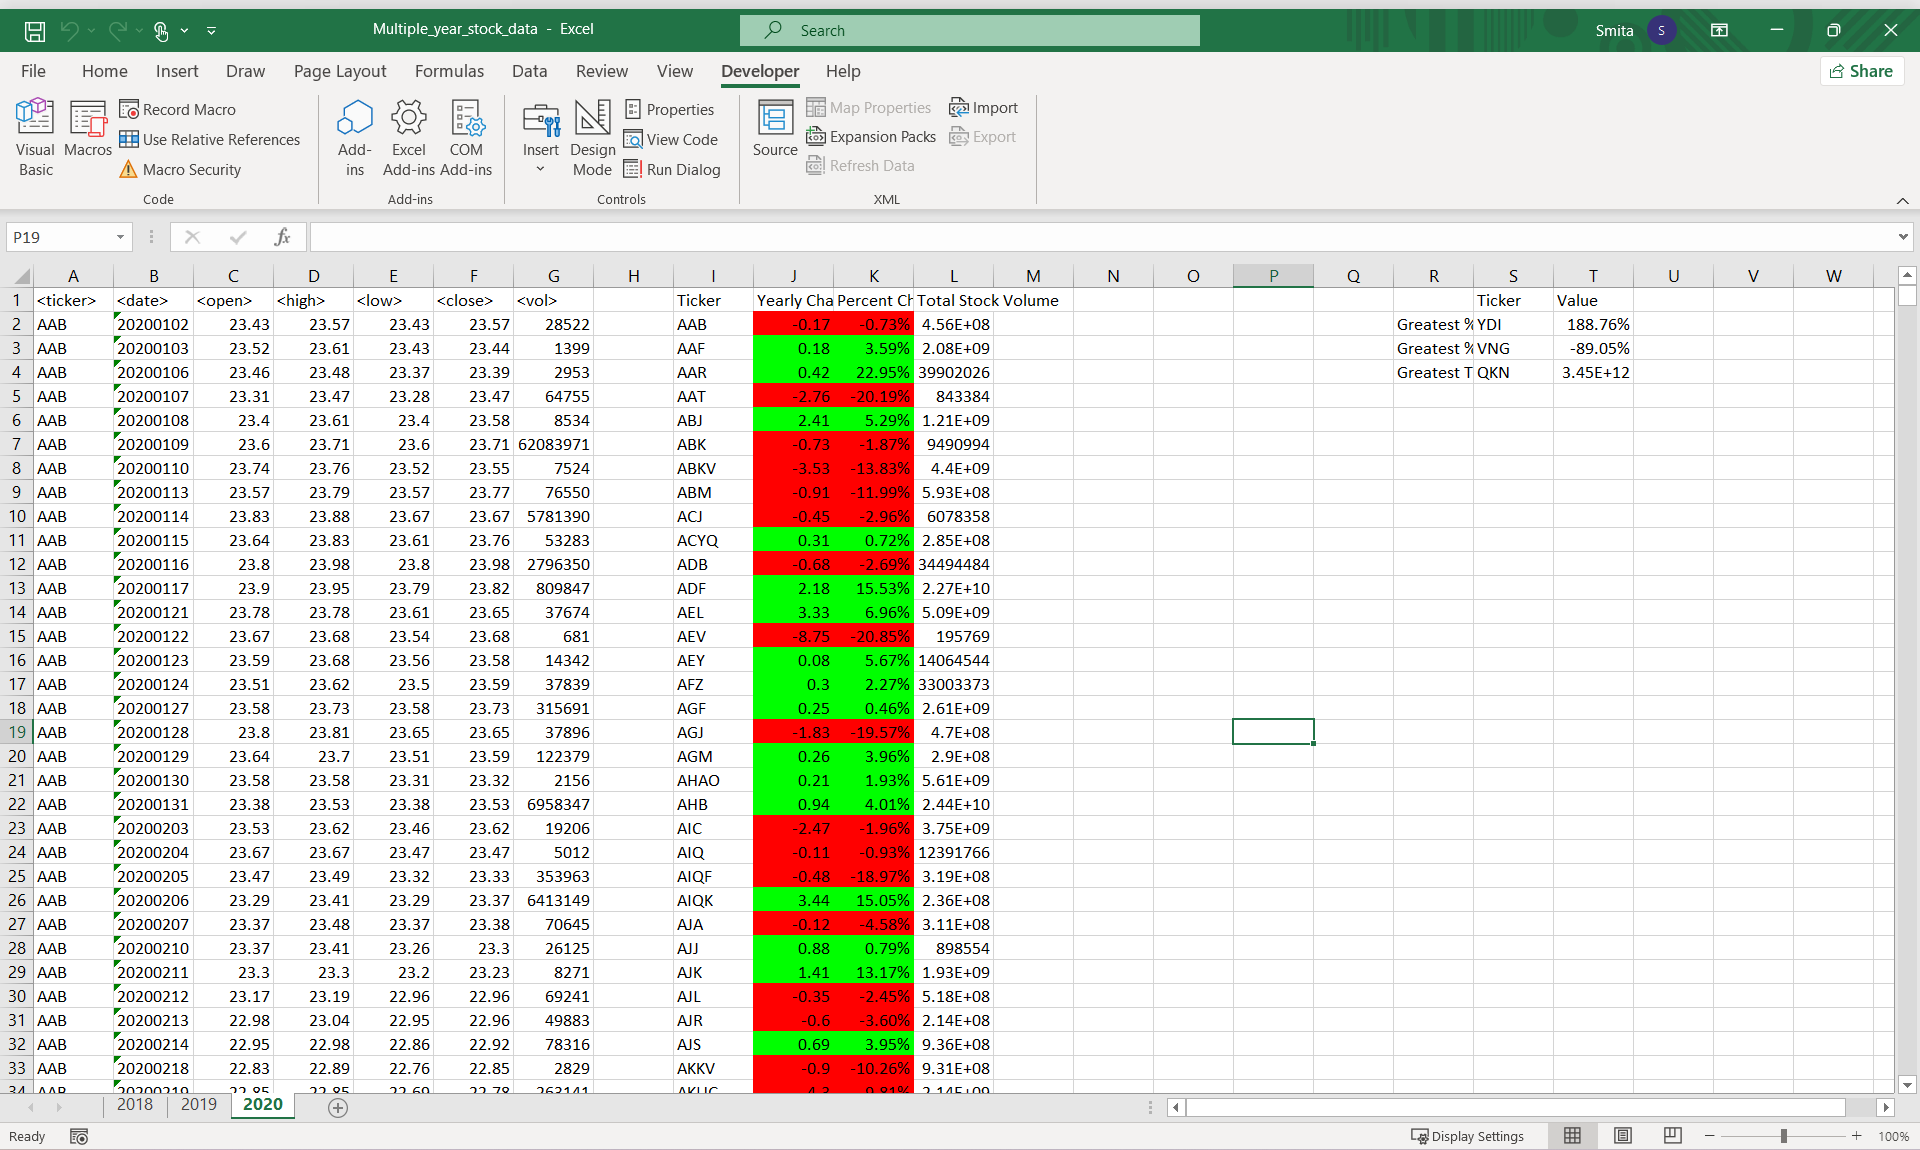 Multiple_year_stock_data - Excel Search Smita S
File Home Insert Draw Page Layout Formulas Data Review View Developer Help Share
Visual Basic Macros Record Macro Use Relative References Macro Security Code
Add-ins Excel Add-ins COM Add-ins Add-ins
Insert Design Mode Properties View Code Run Dialog Controls
Source Map Properties Expansion Packs Refresh Data Import Export XML
P19 fx
A B C D E F G H I J K L M N O P Q R S T U V W
1 <ticker> <date> <open> <high> <low> <close> <vol> Ticker Yearly Cha Percent Ch Total Stock Volume Ticker Value
2 AAB 20200102 23.43 23.57 23.43 23.57 28522 AAB -0.17 -0.73% 4.56E+08 Greatest % YDI 188.76%
3 AAB 20200103 23.52 23.61 23.43 23.44 1399 AAF 0.18 3.59% 2.08E+09 Greatest % VNG -89.05%
4 AAB 20200106 23.46 23.48 23.37 23.39 2953 AAR 0.42 22.95% 39902026 Greatest T QKN 3.45E+12
5 AAB 20200107 23.31 23.47 23.28 23.47 64755 AAT -2.76 -20.19% 843384
6 AAB 20200108 23.4 23.61 23.4 23.58 8534 ABJ 2.41 5.29% 1.21E+09
7 AAB 20200109 23.6 23.71 23.6 23.71 62083971 ABK -0.73 -1.87% 9490994
8 AAB 20200110 23.74 23.76 23.52 23.55 7524 ABKV -3.53 -13.83% 4.4E+09
9 AAB 20200113 23.57 23.79 23.57 23.77 76550 ABM -0.91 -11.99% 5.93E+08
10 AAB 20200114 23.83 23.88 23.67 23.67 5781390 ACJ -0.45 -2.96% 6078358
11 AAB 20200115 23.64 23.83 23.61 23.76 53283 ACYQ 0.31 0.72% 2.85E+08
12 AAB 20200116 23.8 23.98 23.8 23.98 2796350 ADB -0.68 -2.69% 34494484
13 AAB 20200117 23.9 23.95 23.79 23.82 809847 ADF 2.18 15.53% 2.27E+10
14 AAB 20200121 23.78 23.78 23.61 23.65 37674 AEL 3.33 6.96% 5.09E+09
15 AAB 20200122 23.67 23.68 23.54 23.68 681 AEV -8.75 -20.85% 195769
16 AAB 20200123 23.59 23.68 23.56 23.58 14342 AEY 0.08 5.67% 14064544
17 AAB 20200124 23.51 23.62 23.5 23.59 37839 AFZ 0.3 2.27% 33003373
18 AAB 20200127 23.58 23.73 23.58 23.73 315691 AGF 0.25 0.46% 2.61E+09
19 AAB 20200128 23.8 23.81 23.65 23.65 37896 AGJ -1.83 -19.57% 4.7E+08
20 AAB 20200129 23.64 23.7 23.51 23.59 122379 AGM 0.26 3.96% 2.9E+08
21 AAB 20200130 23.58 23.58 23.31 23.32 2156 AHAO 0.21 1.93% 5.61E+09
22 AAB 20200131 23.38 23.53 23.38 23.53 6958347 AHB 0.94 4.01% 2.44E+10
23 AAB 20200203 23.53 23.62 23.46 23.62 19206 AIC -2.47 -1.96% 3.75E+09
24 AAB 20200204 23.67 23.67 23.47 23.47 5012 AIQ -0.11 -0.93% 12391766
25 AAB 20200205 23.47 23.49 23.32 23.33 353963 AIQF -0.48 -18.97% 3.19E+08
26 AAB 20200206 23.29 23.41 23.29 23.37 6413149 AIQK 3.44 15.05% 2.36E+08
27 AAB 20200207 23.37 23.48 23.37 23.38 70645 AJA -0.12 -4.58% 3.11E+08
28 AAB 20200210 23.37 23.41 23.26 23.3 26125 AJJ 0.88 0.79% 898554
29 AAB 20200211 23.3 23.3 23.2 23.23 8271 AJK 1.41 13.17% 1.93E+09
30 AAB 20200212 23.17 23.19 22.96 22.96 69241 AJL -0.35 -2.45% 5.18E+08
31 AAB 20200213 22.98 23.04 22.95 22.96 49883 AJR -0.6 -3.60% 2.14E+08
32 AAB 20200214 22.95 22.98 22.86 22.92 78316 AJS 0.69 3.95% 9.36E+08
33 AAB 20200218 22.83 22.89 22.76 22.85 2829 AKKV -0.9 -10.26% 9.31E+08
34 AAB 20200219 22.85 22.85 22.69 22.78 263141
2018 2019 2020
Ready Display Settings 100%